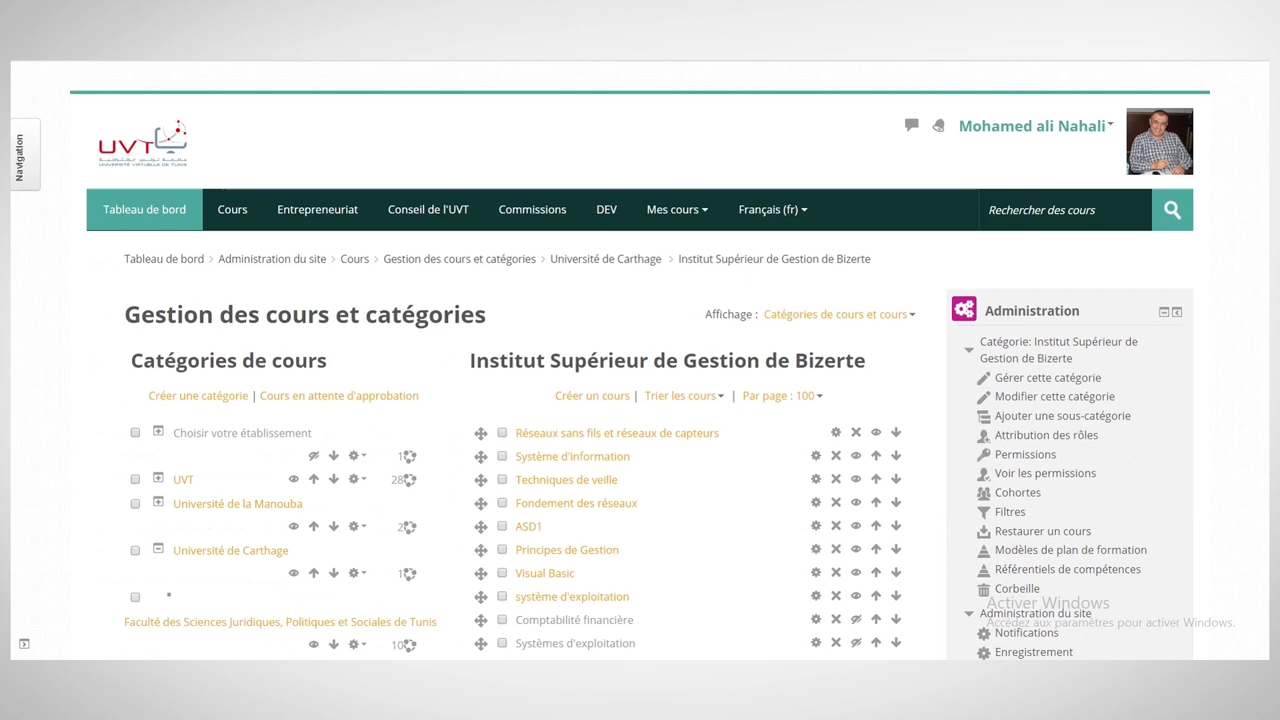 Navigation
UVT
UNIVERSITÉ VIRTUELLE DE TUNIS
Mohamed ali Nahali
Tableau de bord
Cours
Entrepreneuriat
Conseil de l'UVT
Commissions
DEV
Mes cours
Français (fr)
Rechercher des cours
Tableau de bord > Administration du site > Cours > Gestion des cours et catégories > Université de Carthage > Institut Supérieur de Gestion de Bizerte
Gestion des cours et catégories
Affichage : Catégories de cours et cours
Catégories de cours
Créer une catégorie | Cours en attente d'approbation
Choisir votre établissement
1
UVT
28
Université de la Manouba
2
Université de Carthage
1
Faculté des Sciences Juridiques, Politiques et Sociales de Tunis
10
Institut Supérieur de Gestion de Bizerte
Créer un cours | Trier les cours | Par page : 100
Réseaux sans fils et réseaux de capteurs
Système d'information
Techniques de veille
Fondement des réseaux
ASD1
Principes de Gestion
Visual Basic
système d'exploitation
Comptabilité financière
Systèmes d'exploitation
Administration
Catégorie: Institut Supérieur de
Gestion de Bizerte
Gérer cette catégorie
Modifier cette catégorie
Ajouter une sous-catégorie
Attribution des rôles
Permissions
Voir les permissions
Cohortes
Filtres
Restaurer un cours
Modèles de plan de formation
Référentiels de compétences
Corbeille
Administration du site
Notifications
Enregistrement
Activer Windows
Accédez aux paramètres pour activer Windows.